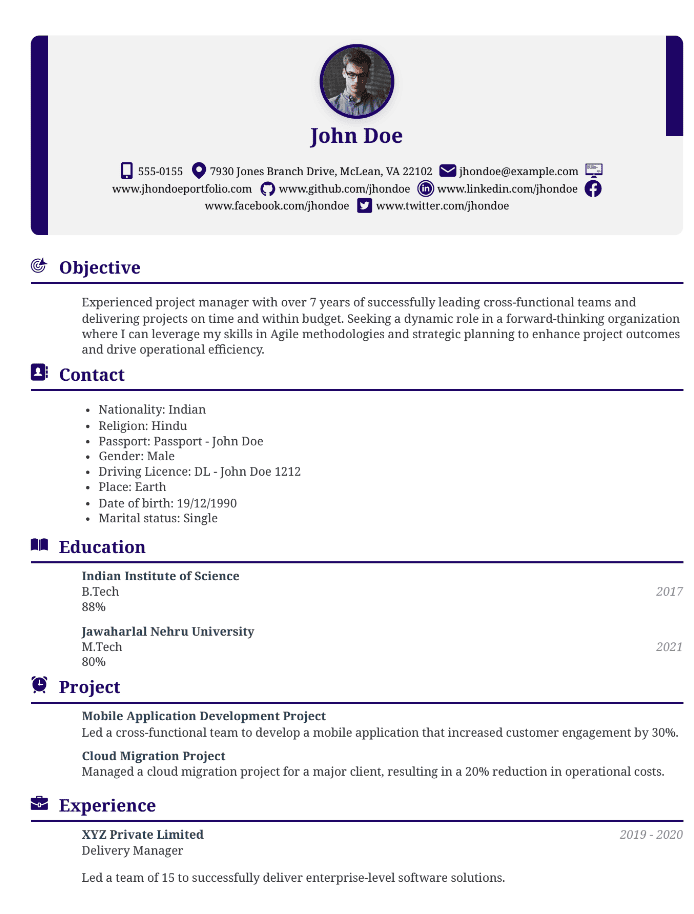 John Doe
555-0155 7930 Jones Branch Drive, McLean, VA 22102 jhondoe@example.com
www.jhondoeportfolio.com www.github.com/jhondoe www.linkedin.com/jhondoe
www.facebook.com/jhondoe www.twitter.com/jhondoe
Objective
Experienced project manager with over 7 years of successfully leading cross-functional teams and
delivering projects on time and within budget. Seeking a dynamic role in a forward-thinking organization
where I can leverage my skills in Agile methodologies and strategic planning to enhance project outcomes
and drive operational efficiency.
Contact
• Nationality: Indian
• Religion: Hindu
• Passport: Passport - John Doe
• Gender: Male
• Driving Licence: DL - John Doe 1212
• Place: Earth
• Date of birth: 19/12/1990
• Marital status: Single
Education
Indian Institute of Science
B.Tech 2017
88%
Jawaharlal Nehru University
M.Tech 2021
80%
Project
Mobile Application Development Project
Led a cross-functional team to develop a mobile application that increased customer engagement by 30%.
Cloud Migration Project
Managed a cloud migration project for a major client, resulting in a 20% reduction in operational costs.
Experience
XYZ Private Limited 2019 - 2020
Delivery Manager
Led a team of 15 to successfully deliver enterprise-level software solutions.